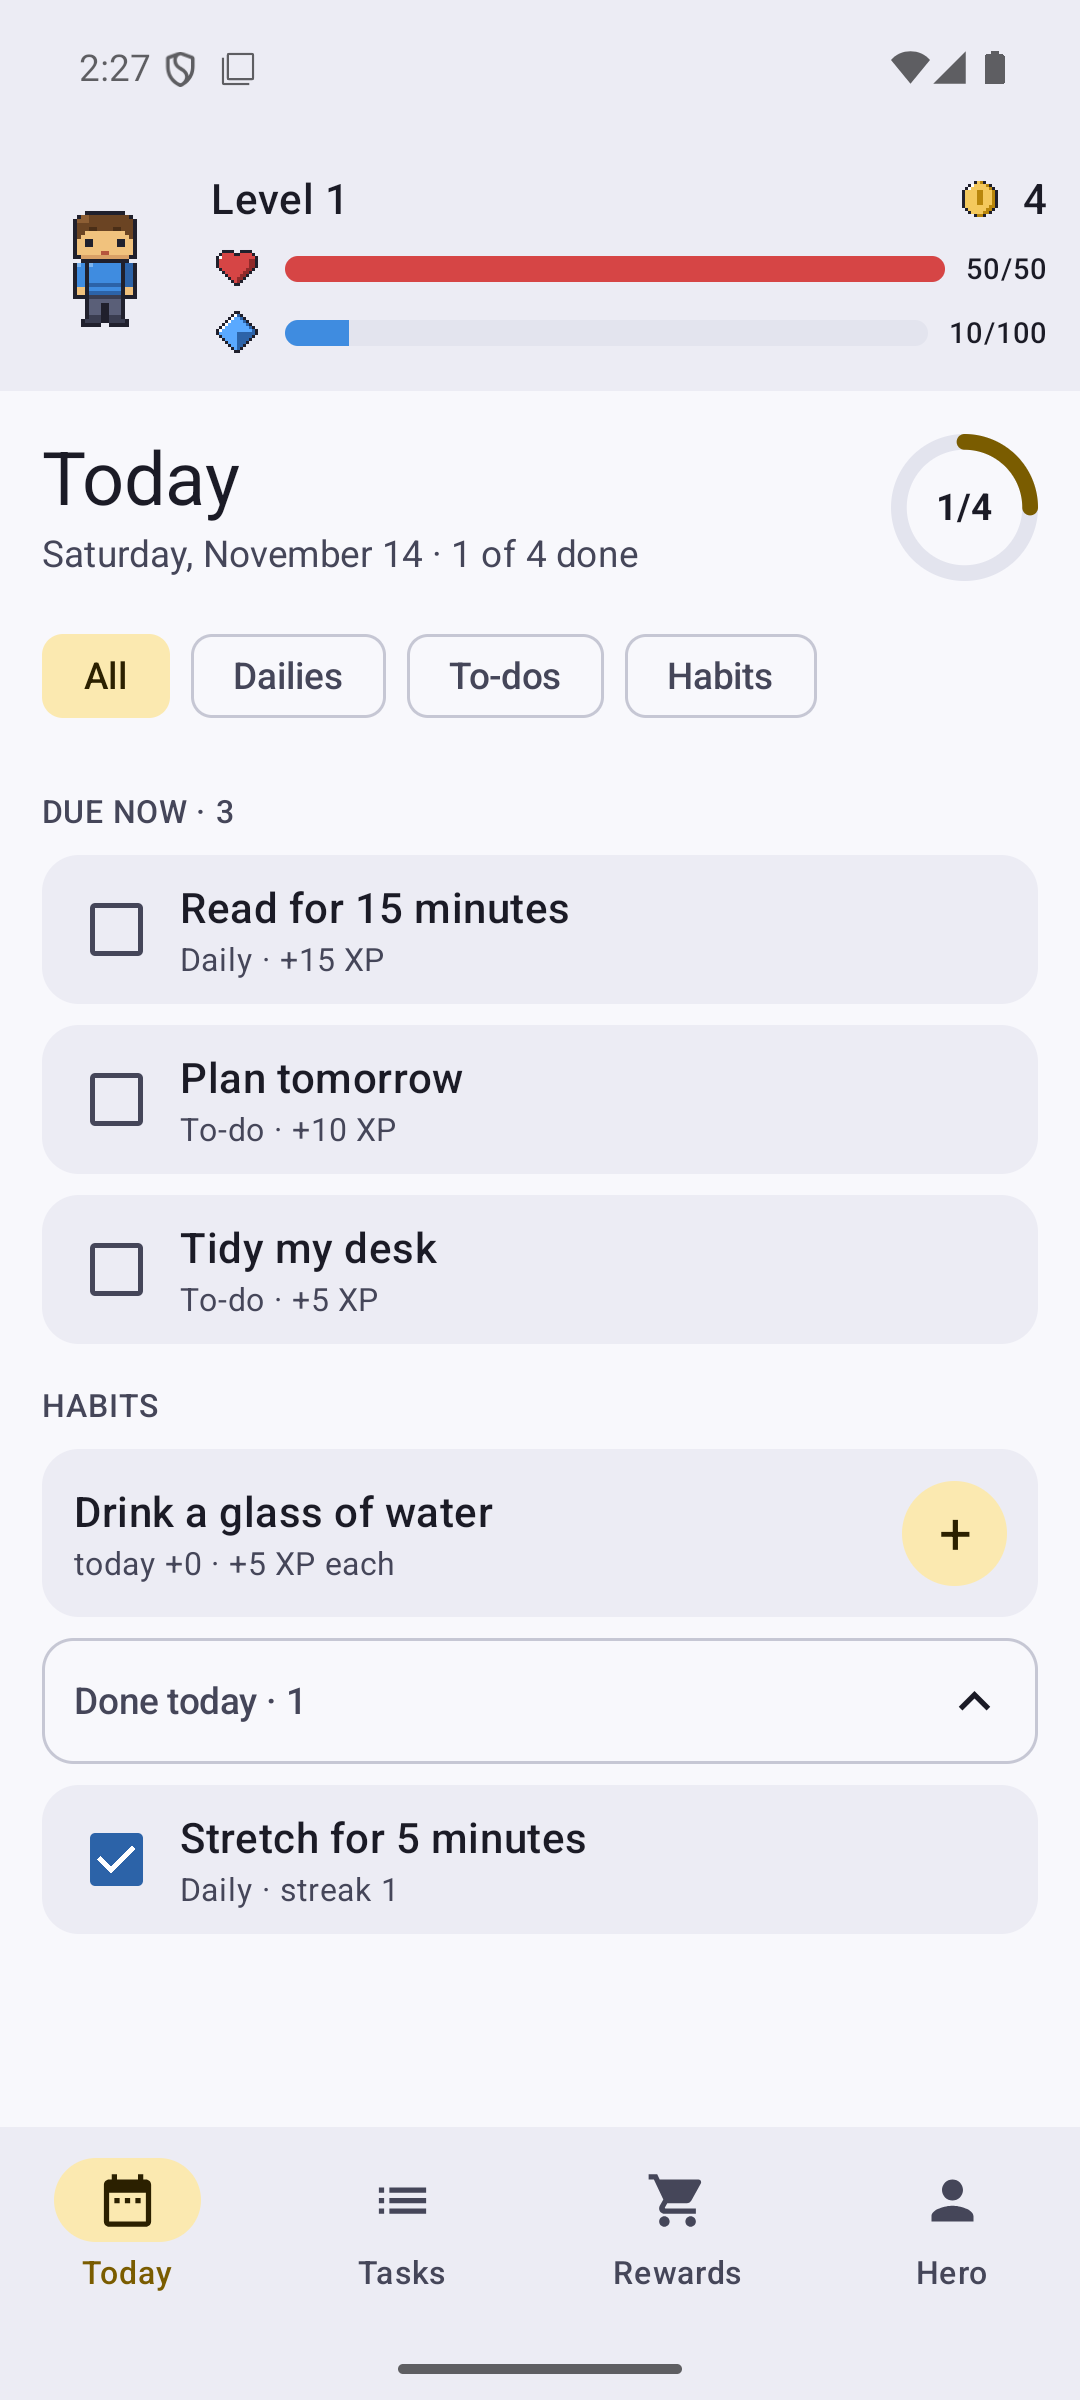 2:27
Level 1
4
50/50
10/100
Today
Saturday, November 14 · 1 of 4 done
1/4
All
Dailies
To-dos
Habits
DUE NOW · 3
Read for 15 minutes
Daily · +15 XP
Plan tomorrow
To-do · +10 XP
Tidy my desk
To-do · +5 XP
HABITS
Drink a glass of water
today +0 · +5 XP each
+
Done today · 1
Stretch for 5 minutes
Daily · streak 1
Today
Tasks
Rewards
Hero